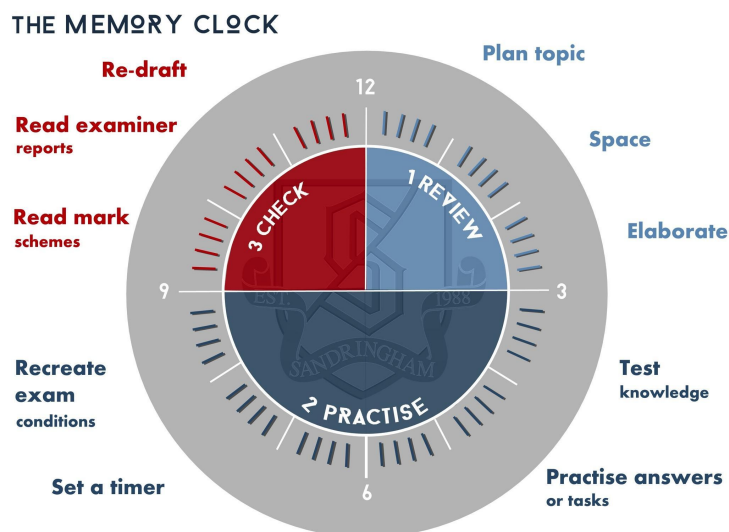 THE MEMORY CLOCK
Plan topic
Space
Elaborate
Test
knowledge
Practise answers
or tasks
Set a timer
Recreate
exam
conditions
Read mark
schemes
Read examiner
reports
Re-draft
12
3
6
9
1 REVIEW
2 PRACTISE
3 CHECK
EST.
1988
SANDRINGHAM